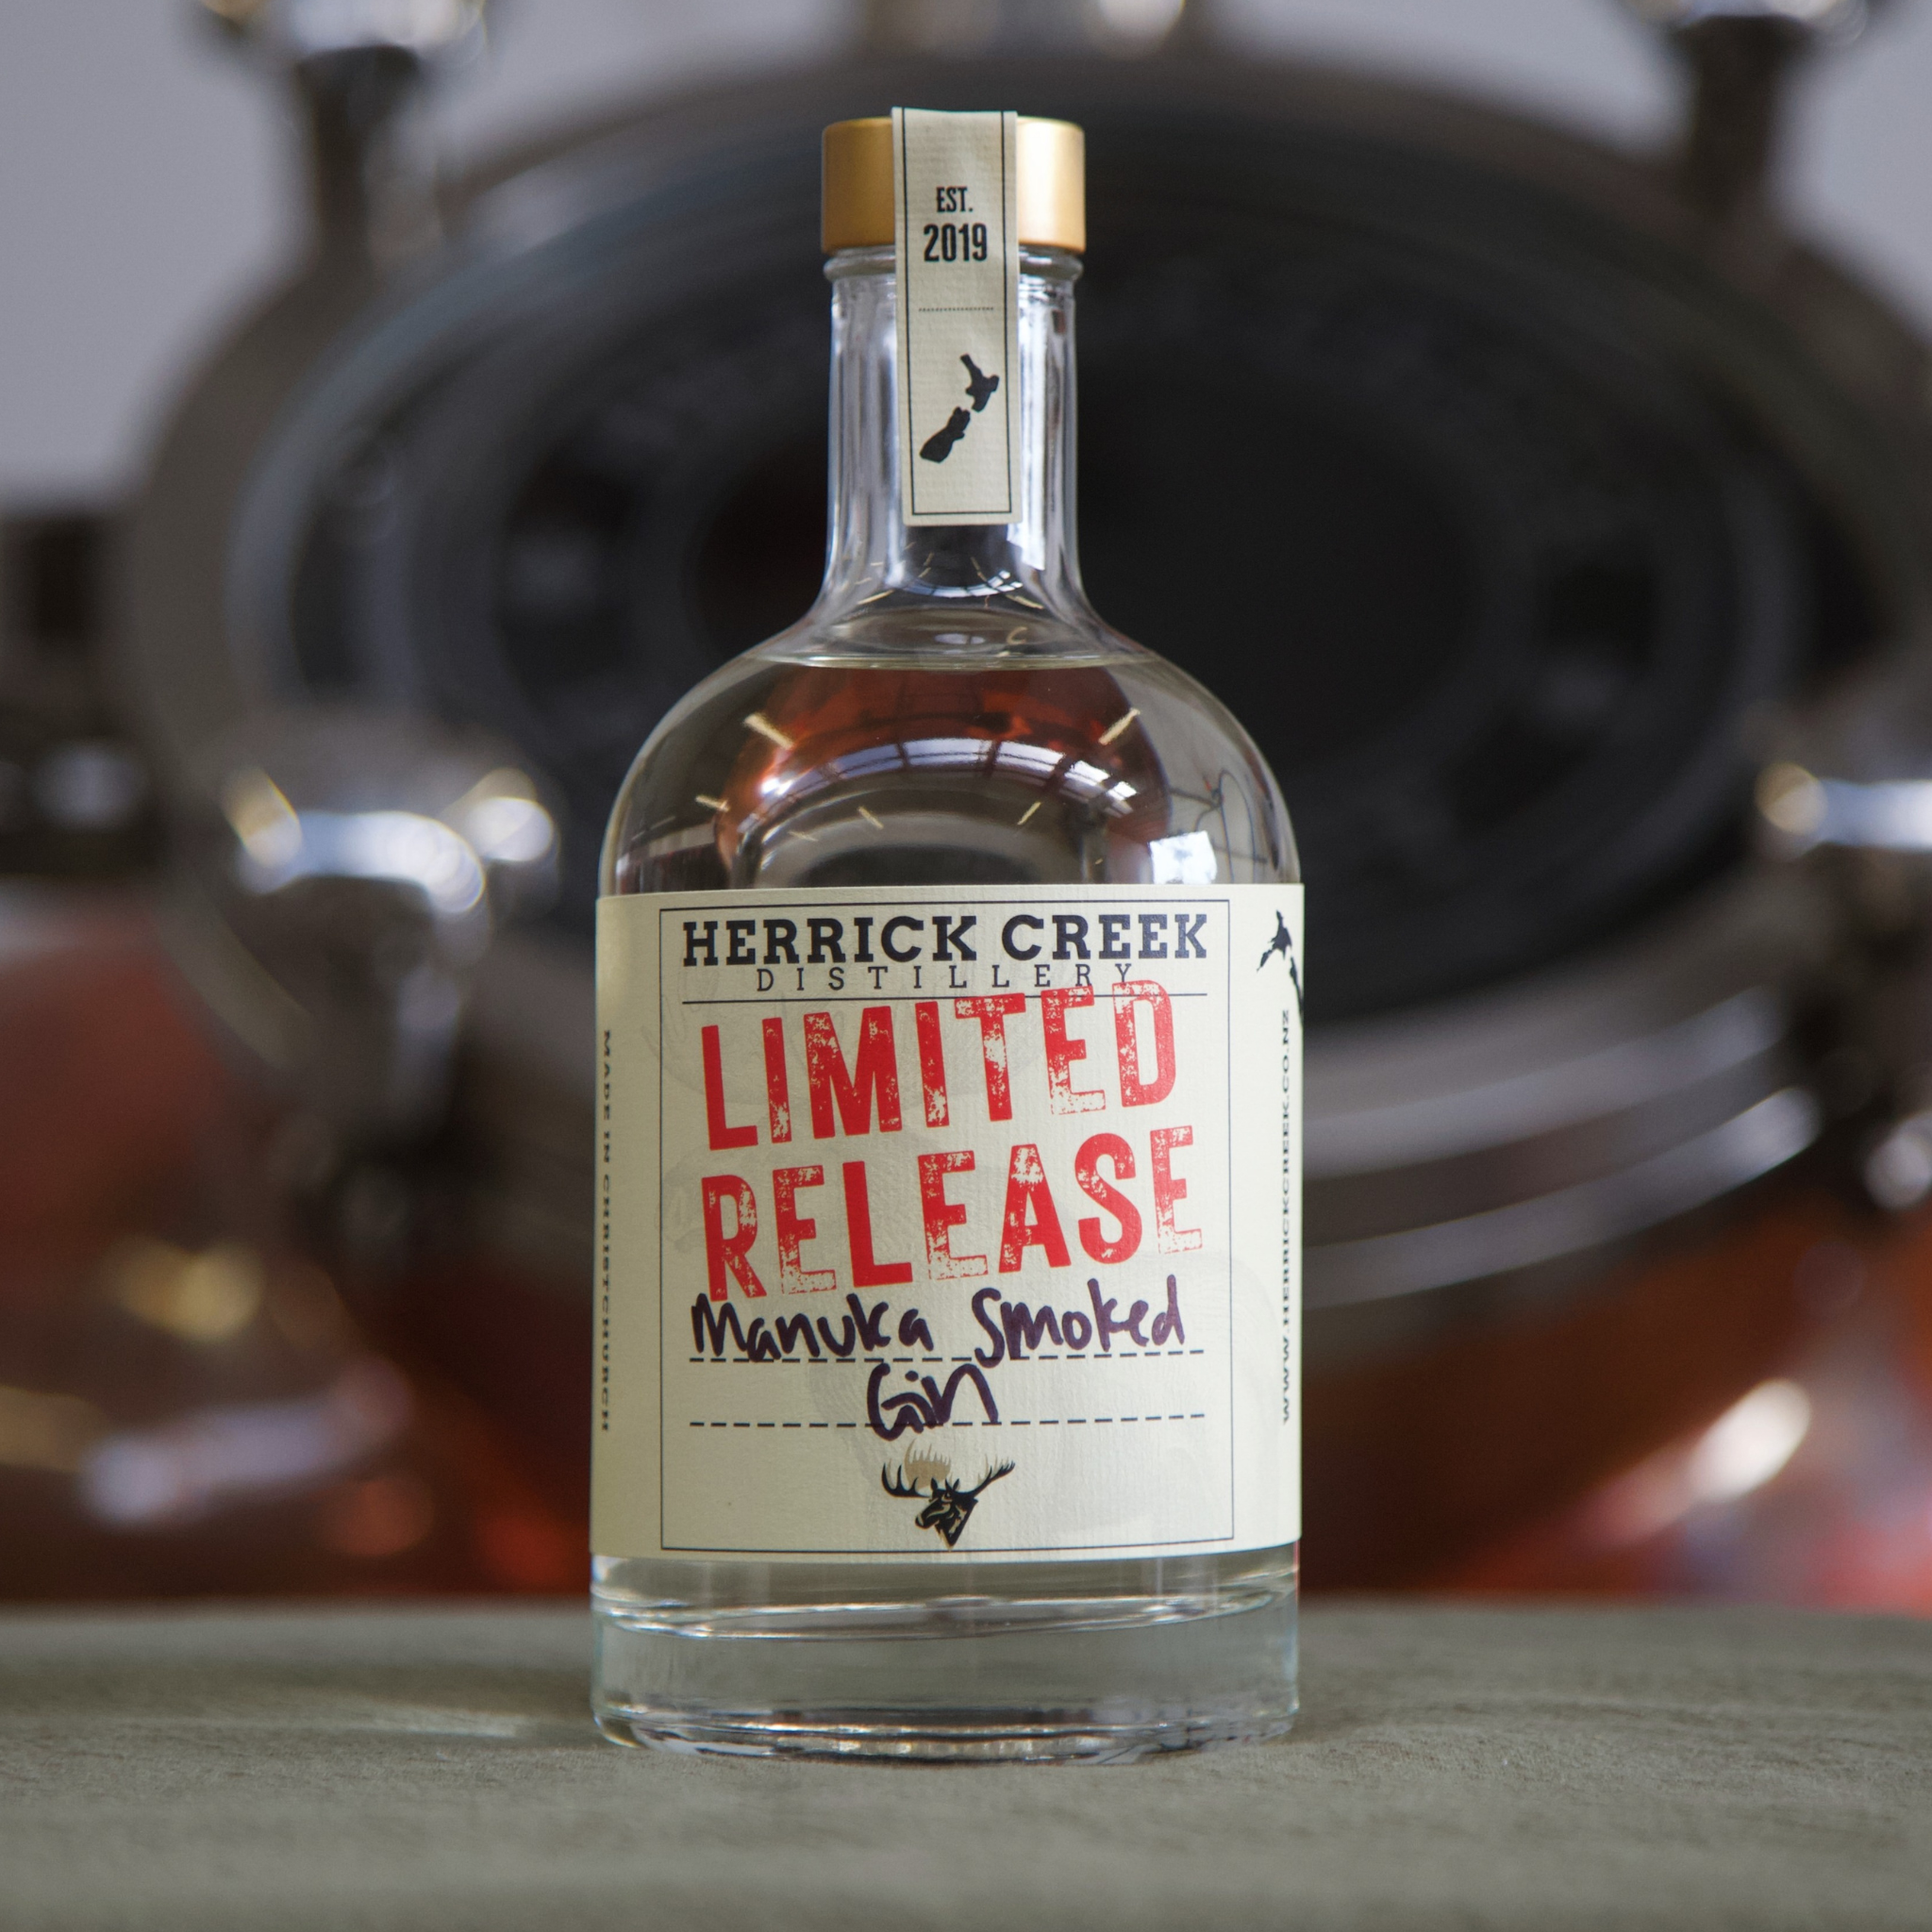 EST.
2019
HERRICK CREEK
DISTILLERY
LIMITED
RELEASE
Manuka Smoked
Gin
MADE IN CHRISTCHURCH
WWW.HERRICKCREEK.CO.NZ